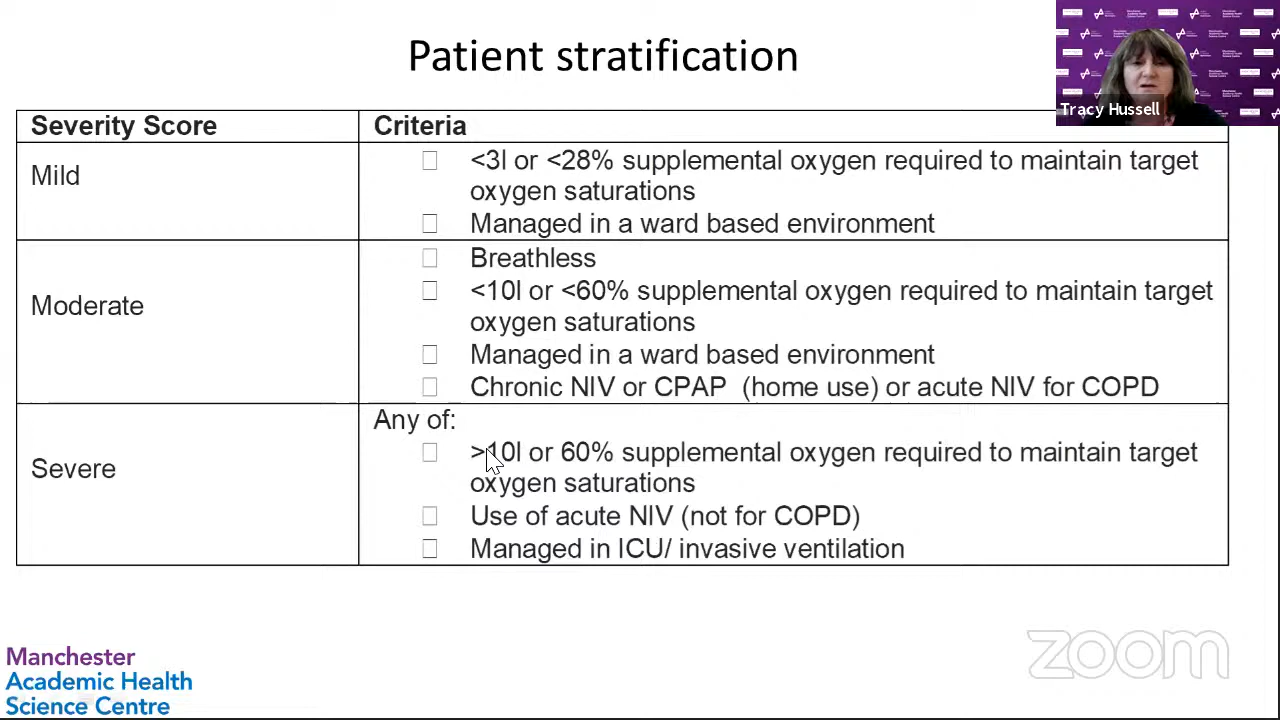 Patient stratification
Tracy Hussell
Severity Score
Criteria
Mild
<3l or <28% supplemental oxygen required to maintain target
oxygen saturations
Managed in a ward based environment
Moderate
Breathless
<10l or <60% supplemental oxygen required to maintain target
oxygen saturations
Managed in a ward based environment
Chronic NIV or CPAP (home use) or acute NIV for COPD
Severe
Any of:
>10l or 60% supplemental oxygen required to maintain target
oxygen saturations
Use of acute NIV (not for COPD)
Managed in ICU/ invasive ventilation
Manchester
Academic Health
Science Centre
zoom